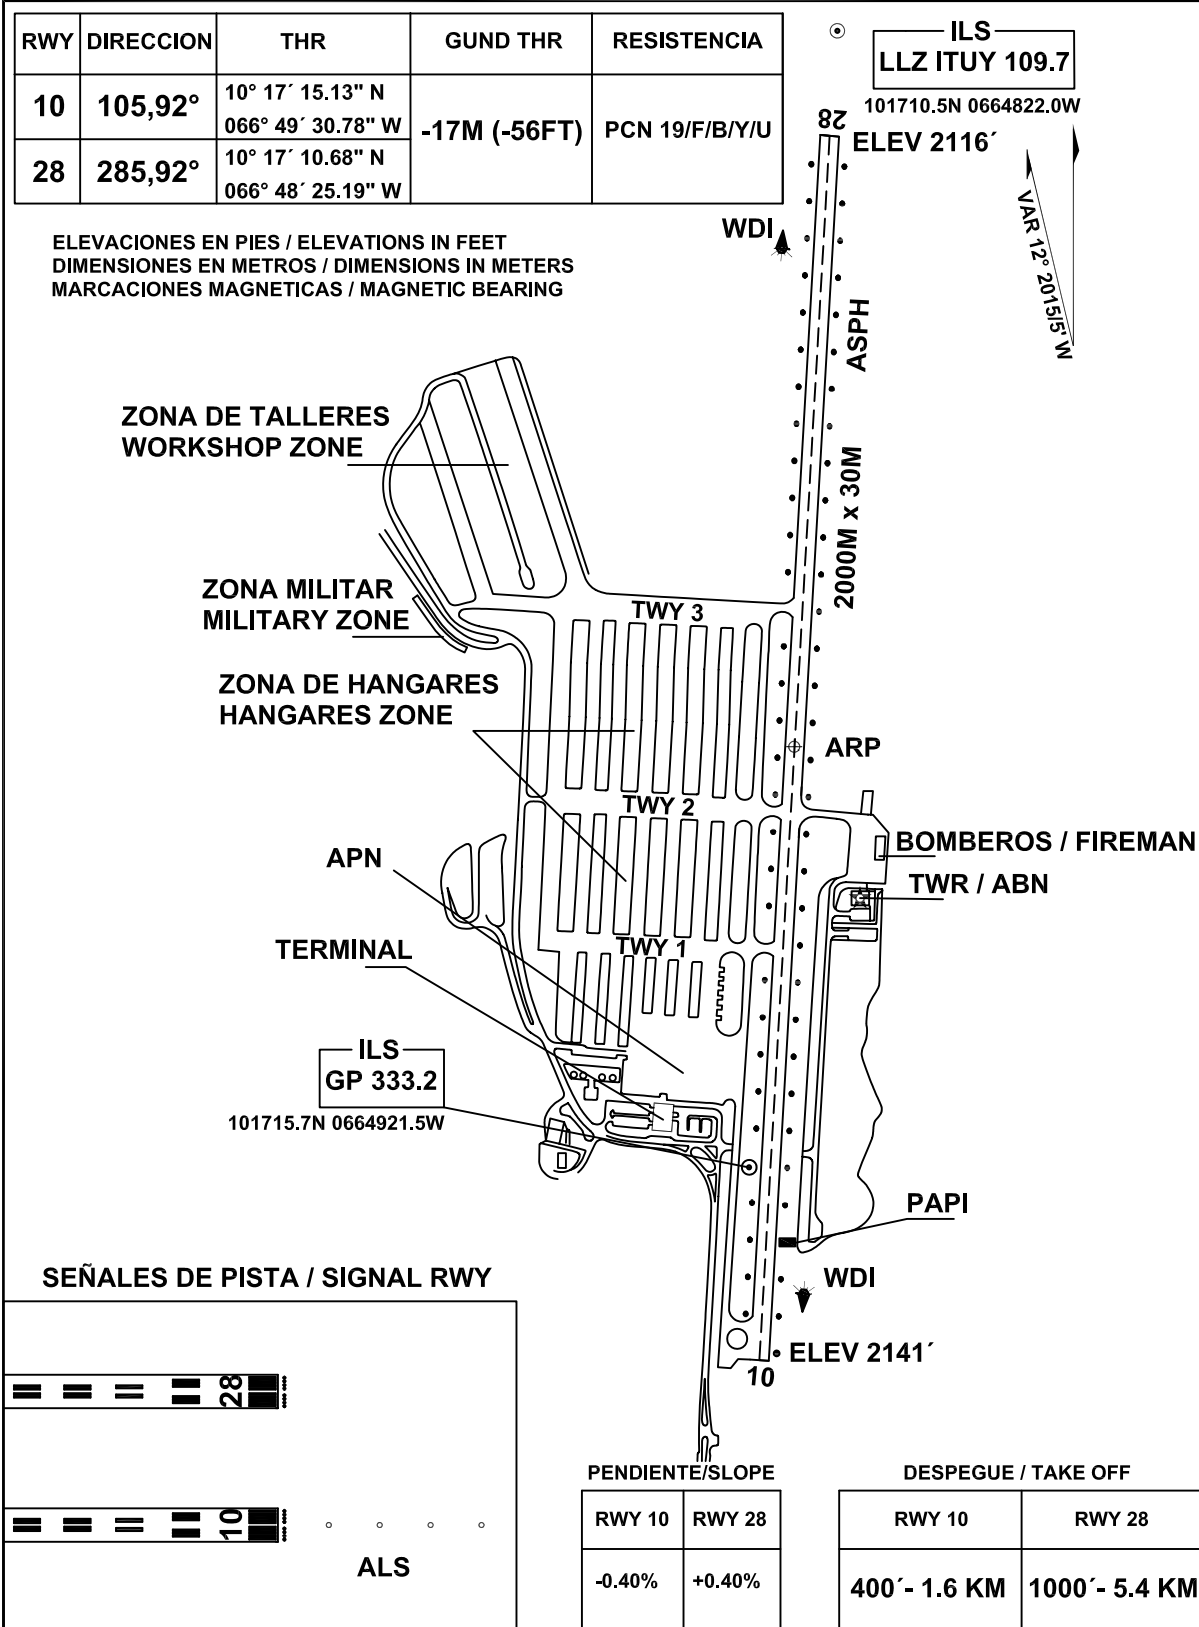 RWY DIRECCION THR GUND THR RESISTENCIA
10 105,92° 10° 17´ 15.13" N
066° 49´ 30.78" W
-17M (-56FT) PCN 19/F/B/Y/U
28 285,92° 10° 17´ 10.68" N
066° 48´ 25.19" W
ELEVACIONES EN PIES / ELEVATIONS IN FEET
DIMENSIONES EN METROS / DIMENSIONS IN METERS
MARCACIONES MAGNETICAS / MAGNETIC BEARING
ILS
LLZ ITUY 109.7
101710.5N 0664822.0W
28
ELEV 2116´
VAR 12° 2015/5' W
WDI
ASPH
2000M x 30M
ZONA DE TALLERES
WORKSHOP ZONE
ZONA MILITAR
MILITARY ZONE
TWY 3
ZONA DE HANGARES
HANGARES ZONE
ARP
TWY 2
BOMBEROS / FIREMAN
APN
TWR / ABN
TERMINAL
TWY 1
ILS
GP 333.2
101715.7N 0664921.5W
PAPI
WDI
ELEV 2141´
10
SEÑALES DE PISTA / SIGNAL RWY
28
10
ALS
PENDIENTE/SLOPE
RWY 10 RWY 28
-0.40% +0.40%
DESPEGUE / TAKE OFF
RWY 10 RWY 28
400´- 1.6 KM 1000´- 5.4 KM